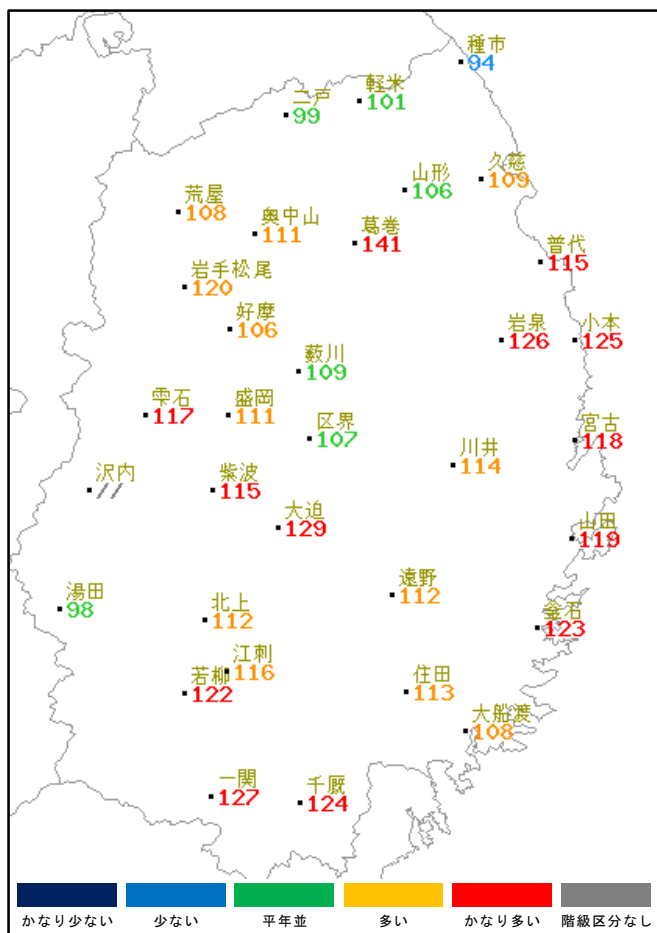 種市
94
軽米
101
二戸
99
久慈
109
山形
106
荒屋
108
奥中山
111
葛巻
141
普代
115
岩手松尾
120
好摩
106
岩泉
126
小本
125
薮川
109
雫石
117
盛岡
111
区界
107
宮古
118
川井
114
沢内
//
紫波
115
大迫
129
山田
119
湯田
98
遠野
112
北上
112
釜石
123
江刺
116
若柳
122
住田
113
大船渡
108
一関
127
千厩
124
かなり少ない 少ない 平年並 多い かなり多い 階級区分なし